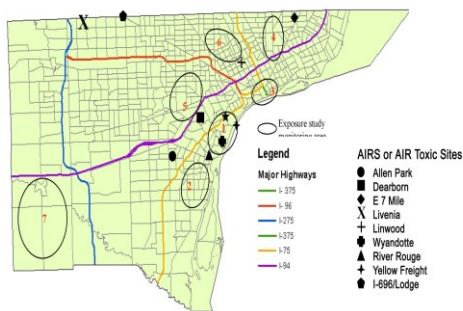 X
6
4
3
5
1
2
7
Exposure study
monitoring area
Legend
Major Highways
I- 375
I- 96
I-275
I-375
I-75
I-94
AIRS or AIR Toxic Sites
Allen Park
Dearborn
E 7 Mile
X Livenia
Linwood
Wyandotte
River Rouge
Yellow Freight
I-696/Lodge